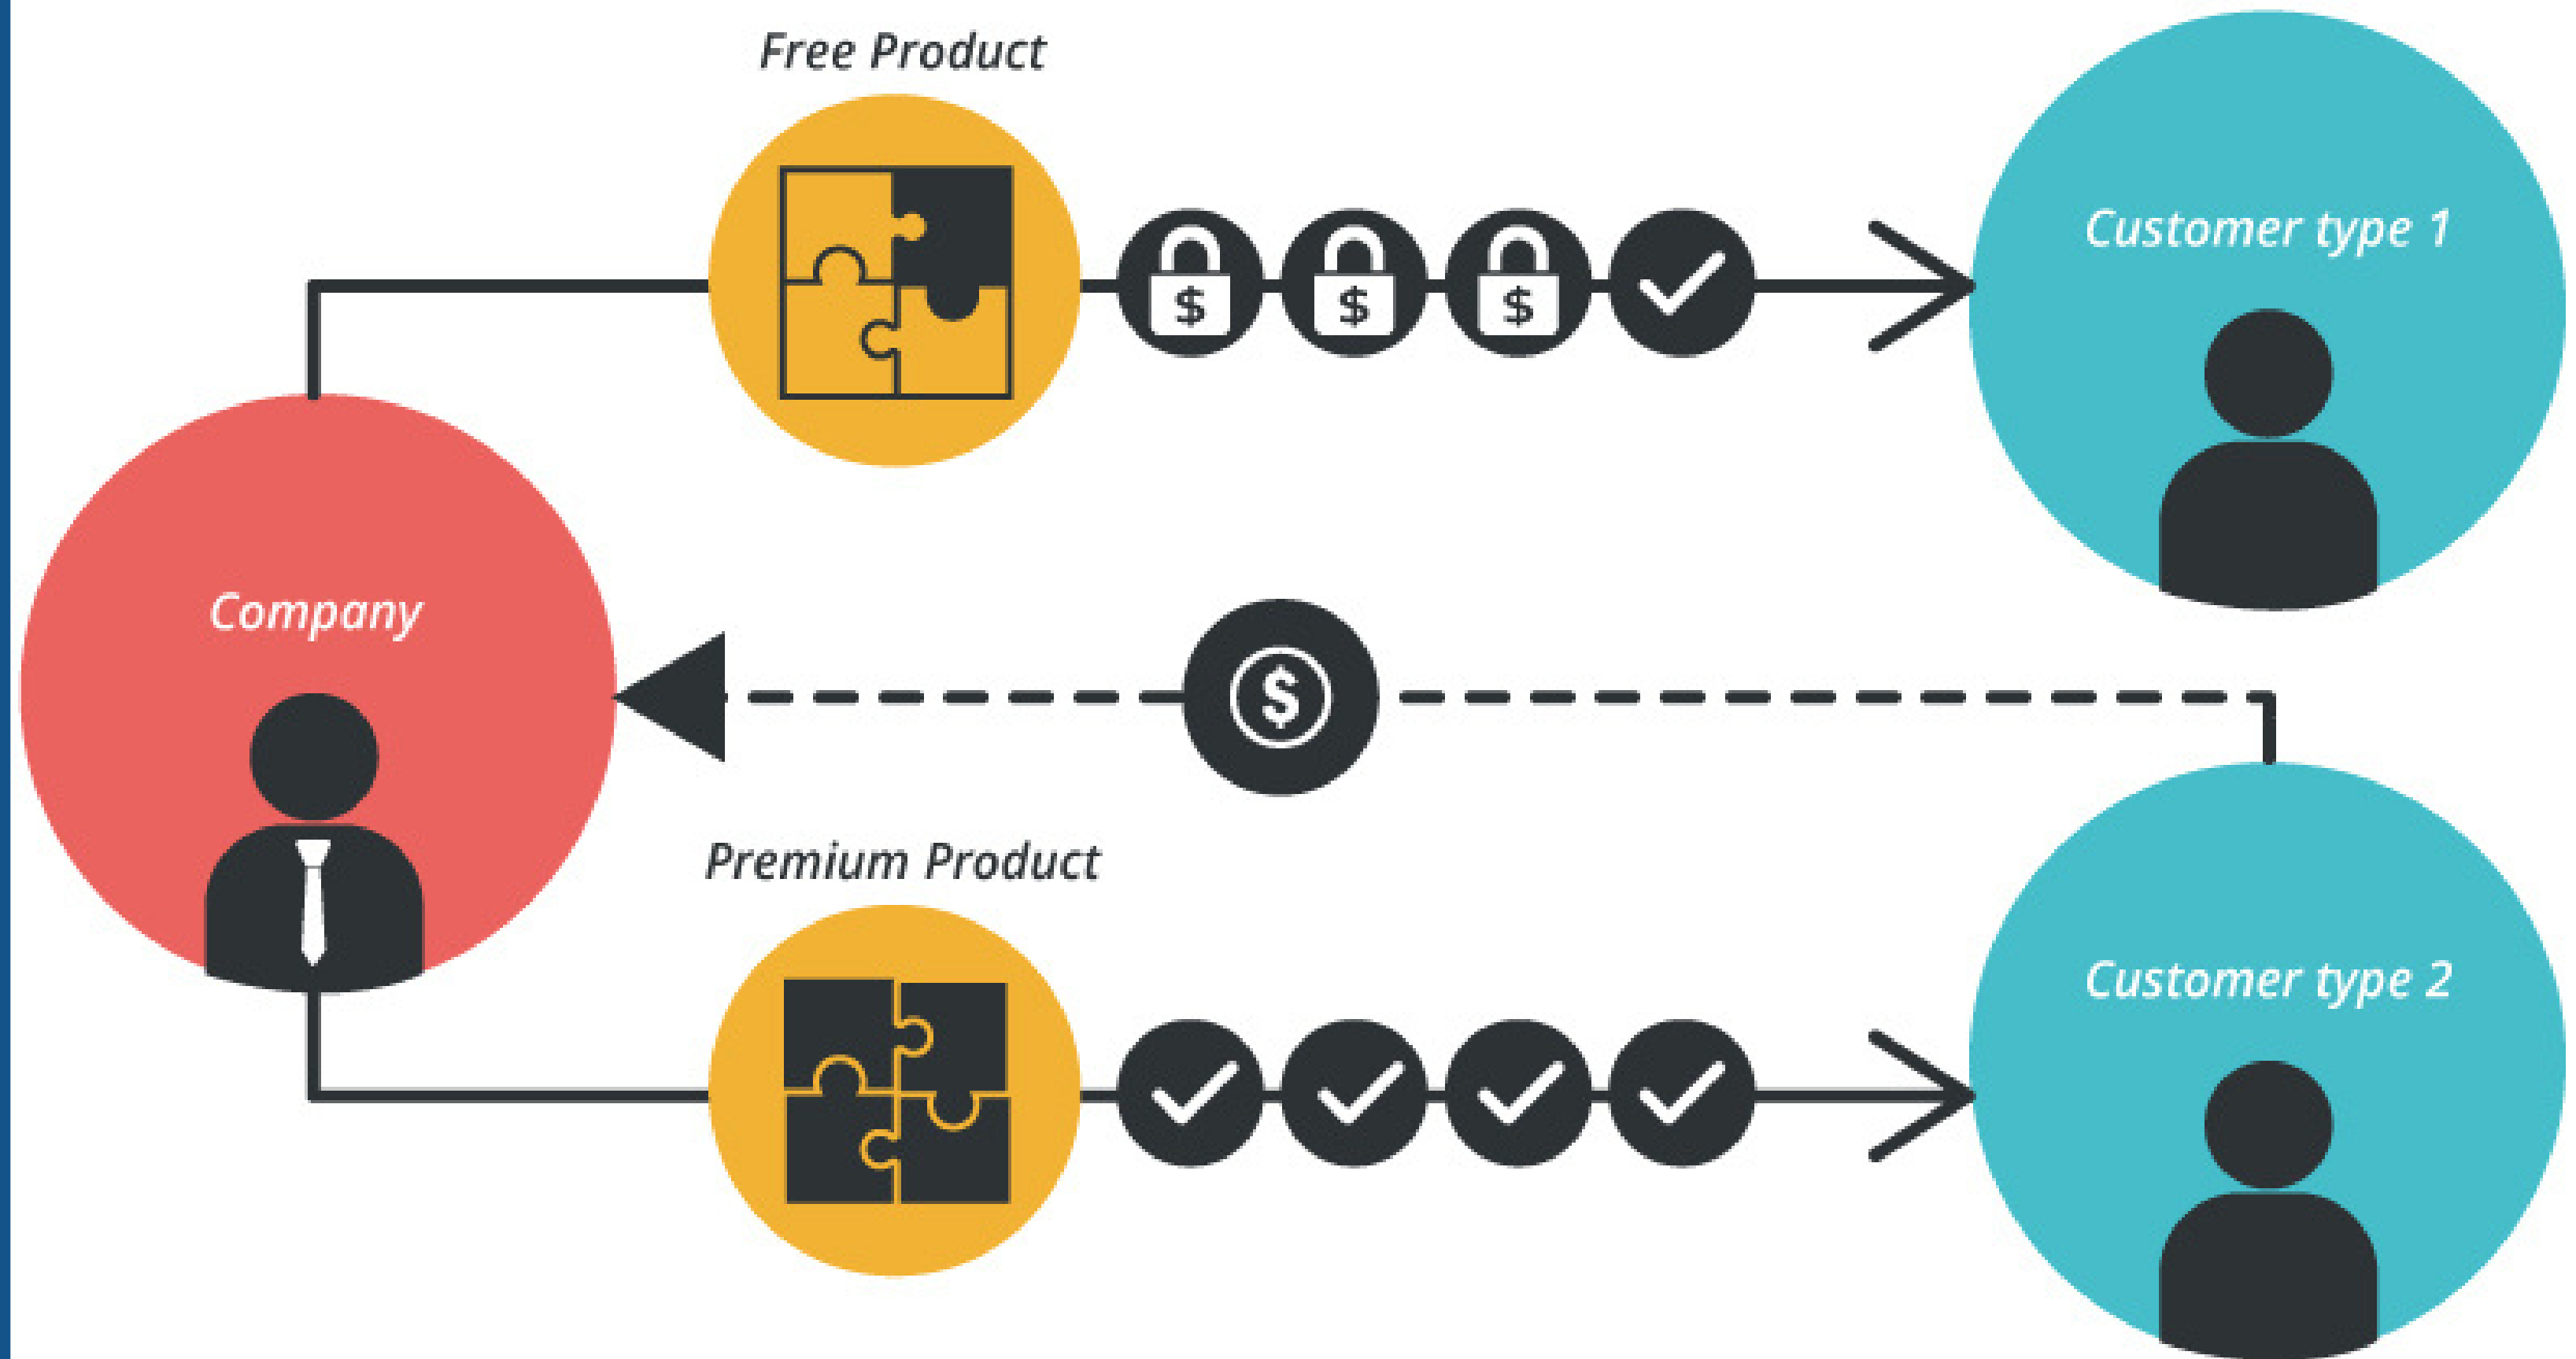 Free Product
Customer type 1
$ $ $
Company
$
Premium Product
Customer type 2